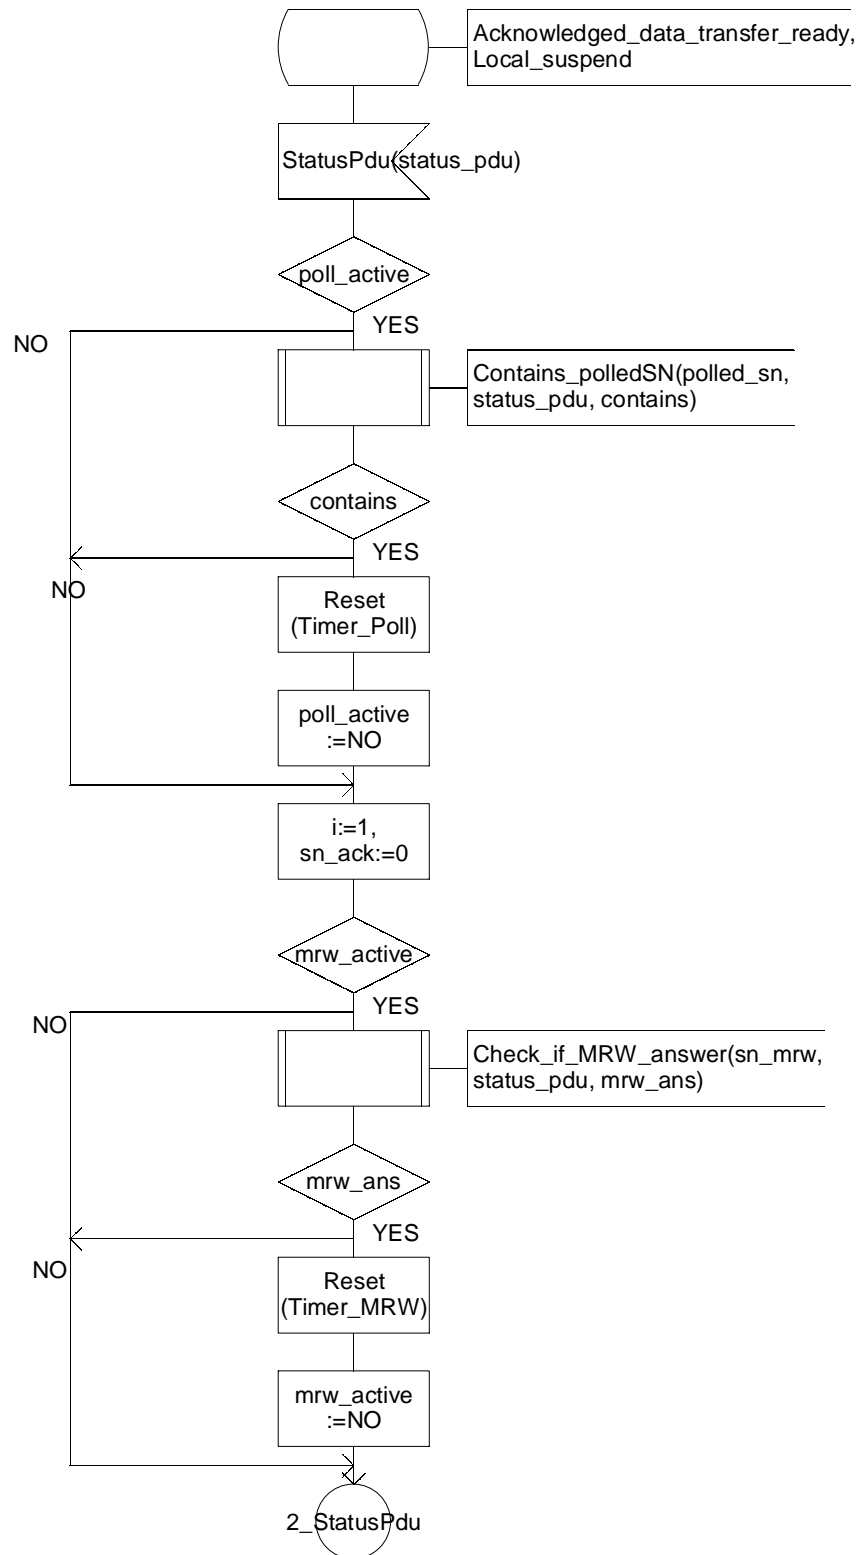 Acknowledged_data_transfer_ready,
Local_suspend
StatusPdu(status_pdu)
poll_active
YES
NO
Contains_polledSN(polled_sn,
status_pdu, contains)
contains
YES
NO
Reset
(Timer_Poll)
poll_active
:=NO
i:=1,
sn_ack:=0
mrw_active
YES
NO
Check_if_MRW_answer(sn_mrw,
status_pdu, mrw_ans)
mrw_ans
YES
NO
Reset
(Timer_MRW)
mrw_active
:=NO
2_StatusPdu